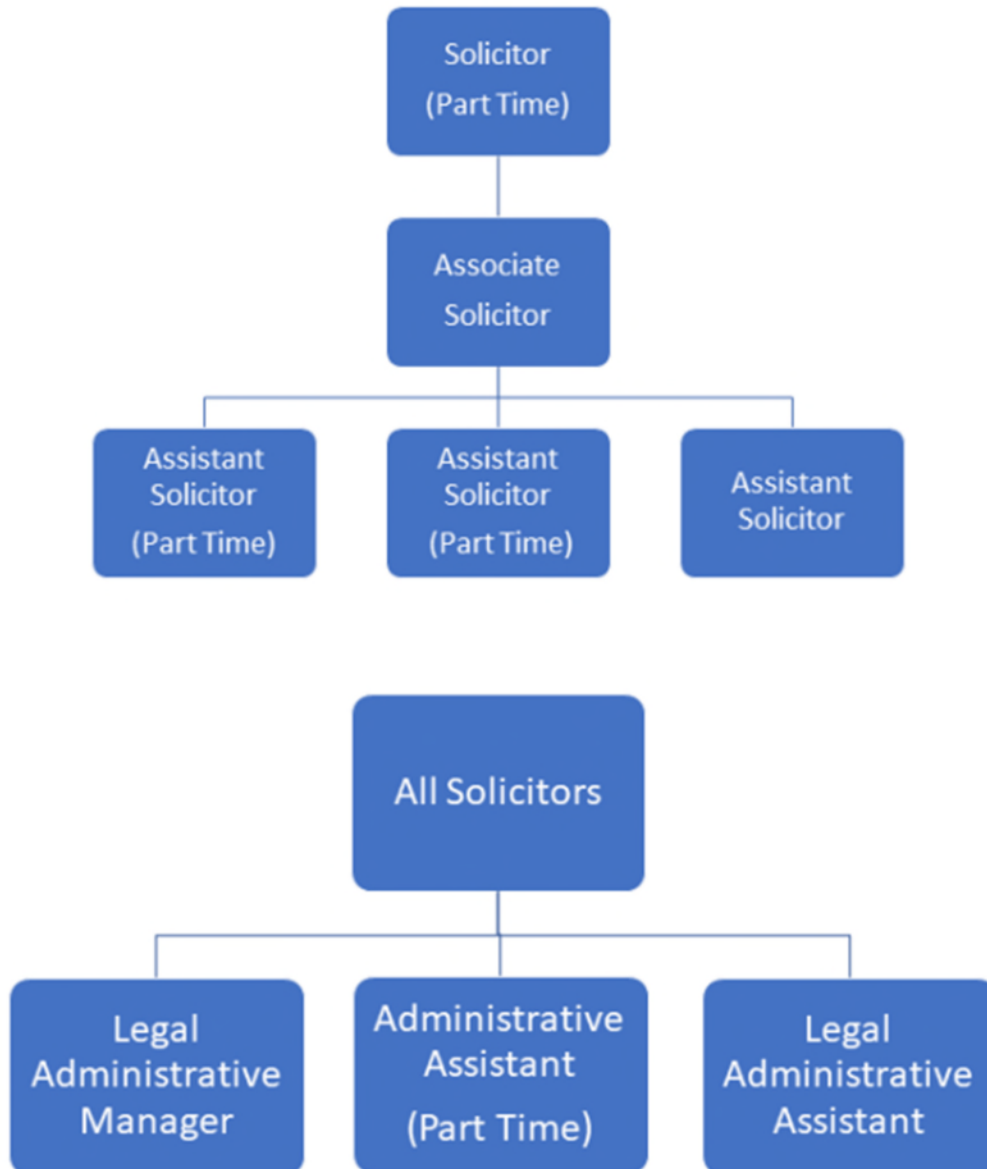 Solicitor
(Part Time)
Associate
Solicitor
Assistant
Solicitor
(Part Time)
Assistant
Solicitor
(Part Time)
Assistant
Solicitor
All Solicitors
Legal
Administrative
Manager
Administrative
Assistant
(Part Time)
Legal
Administrative
Assistant